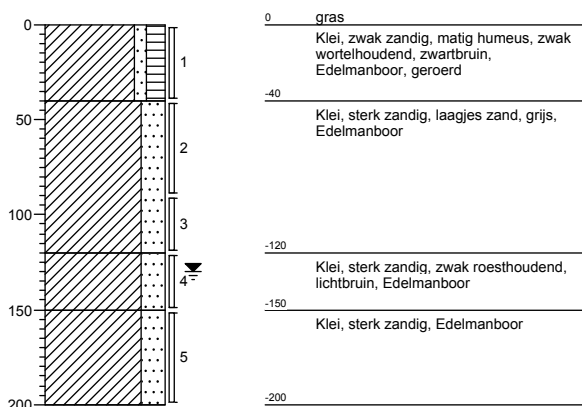 0
50
100
150
200
1
2
3
4
5
0
gras
Klei, zwak zandig, matig humeus, zwak
wortelhoudend, zwartbruin,
Edelmanboor, geroerd
-40
Klei, sterk zandig, laagjes zand, grijs,
Edelmanboor
-120
Klei, sterk zandig, zwak roesthoudend,
lichtbruin, Edelmanboor
-150
Klei, sterk zandig, Edelmanboor
-200